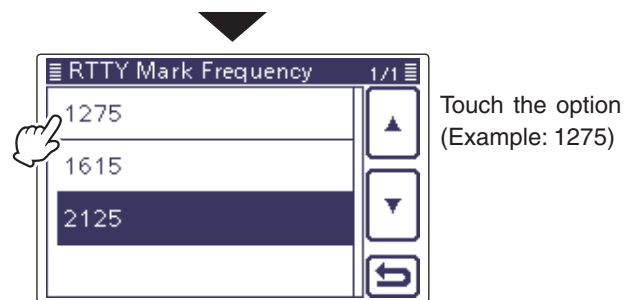 RTTY Mark Frequency 1/1
1275
1615
2125
Touch the option
(Example: 1275)